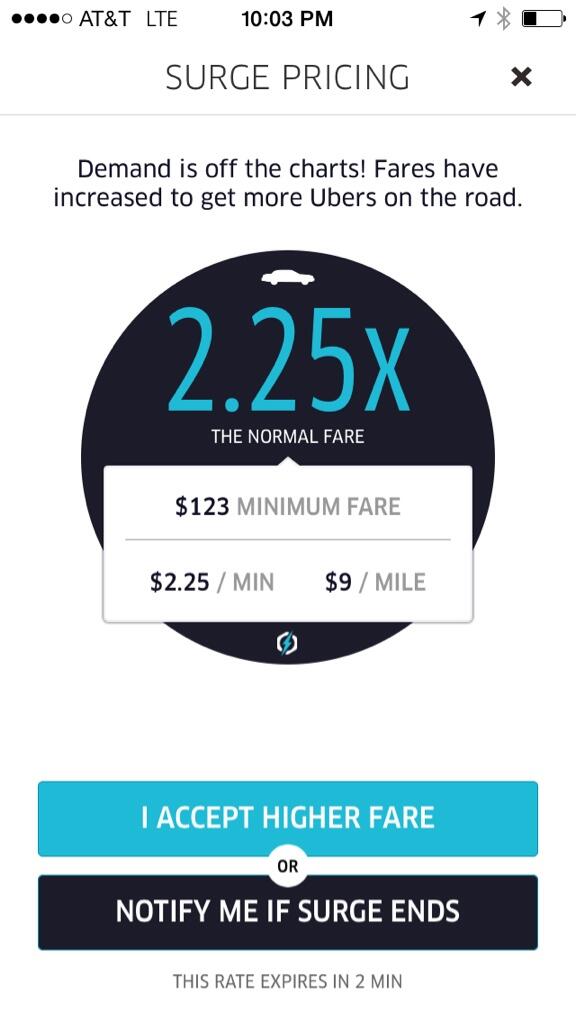 AT&T LTE 10:03 PM
SURGE PRICING
Demand is off the charts! Fares have
increased to get more Ubers on the road.
2.25X
THE NORMAL FARE
$123 MINIMUM FARE
$2.25 / MIN $9 / MILE
I ACCEPT HIGHER FARE
OR
NOTIFY ME IF SURGE ENDS
THIS RATE EXPIRES IN 2 MIN